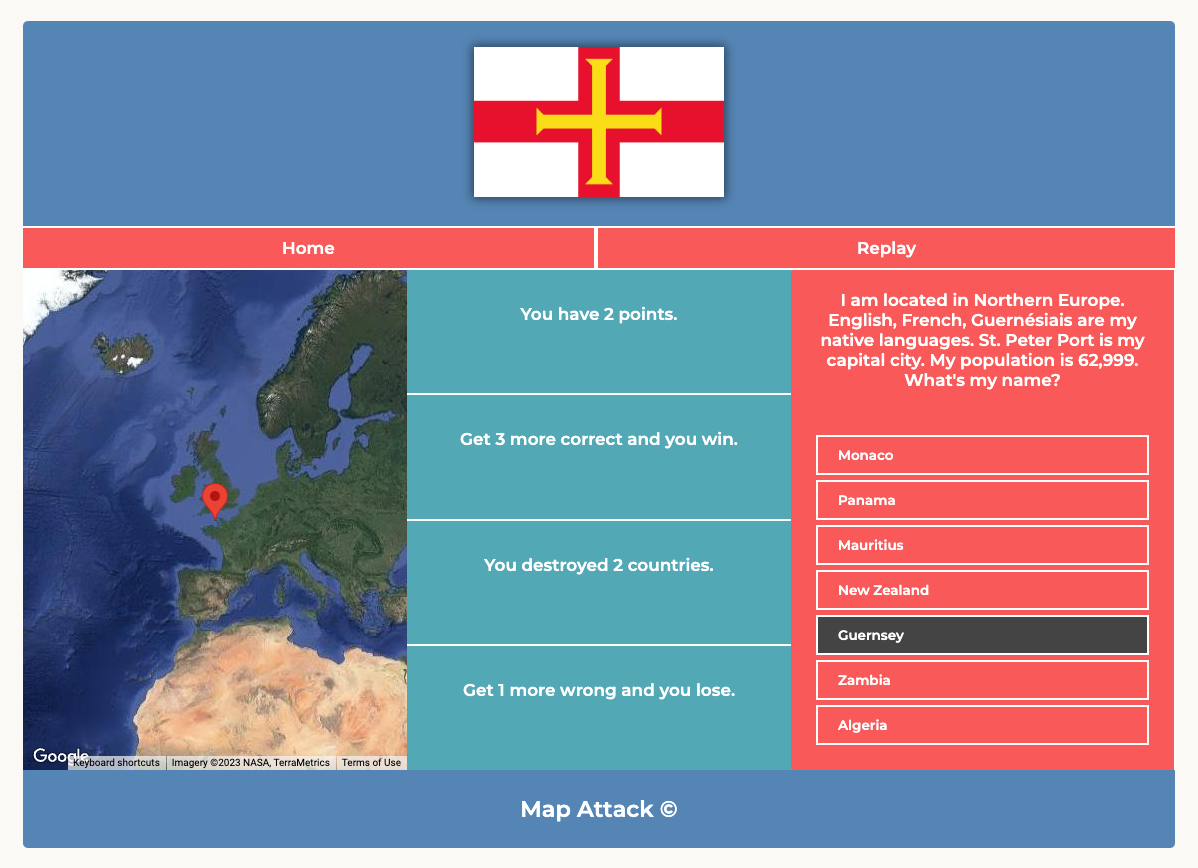 Home
Replay
You have 2 points.
Get 3 more correct and you win.
You destroyed 2 countries.
Get 1 more wrong and you lose.
I am located in Northern Europe.
English, French, Guernésiais are my
native languages. St. Peter Port is my
capital city. My population is 62,999.
What's my name?
Monaco
Panama
Mauritius
New Zealand
Guernsey
Zambia
Algeria
Google
Keyboard shortcuts
Imagery ©2023 NASA, TerraMetrics
Terms of Use
Map Attack ©